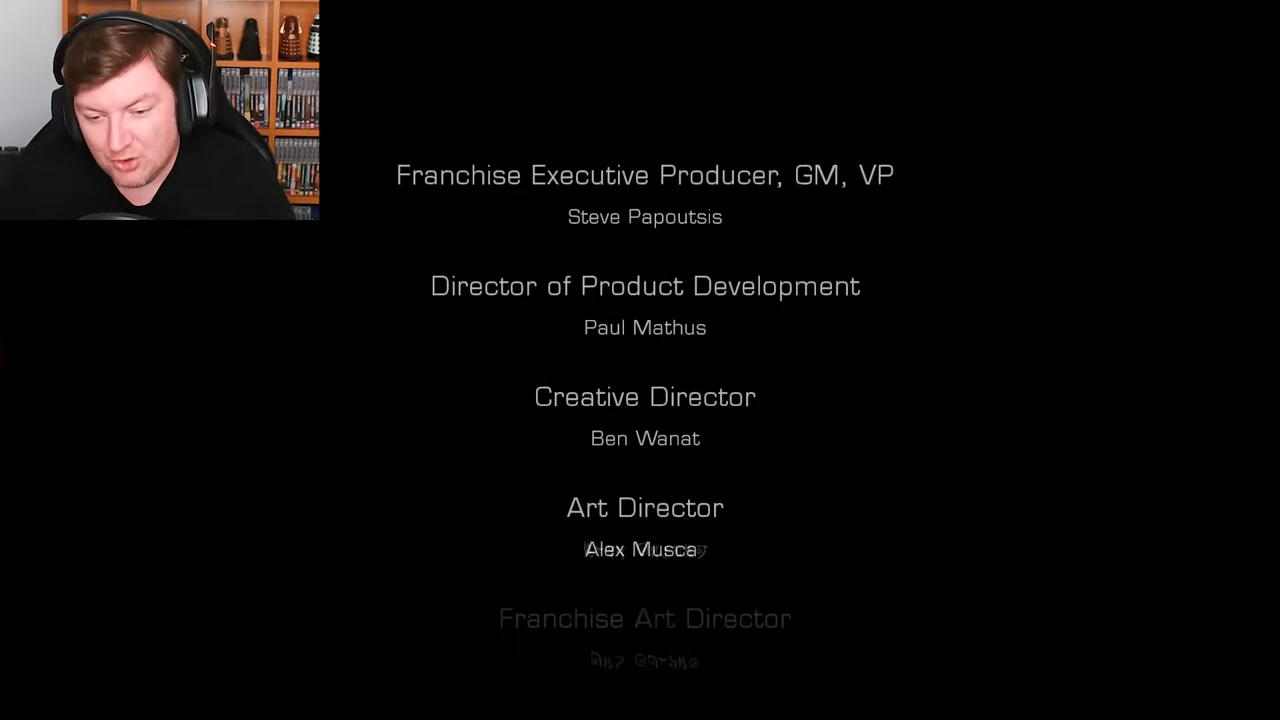 Franchise Executive Producer, GM, VP
Steve Papoutsis
Director of Product Development
Paul Mathus
Creative Director
Ben Wanat
Art Director
Alex Musca
Franchise Art Director